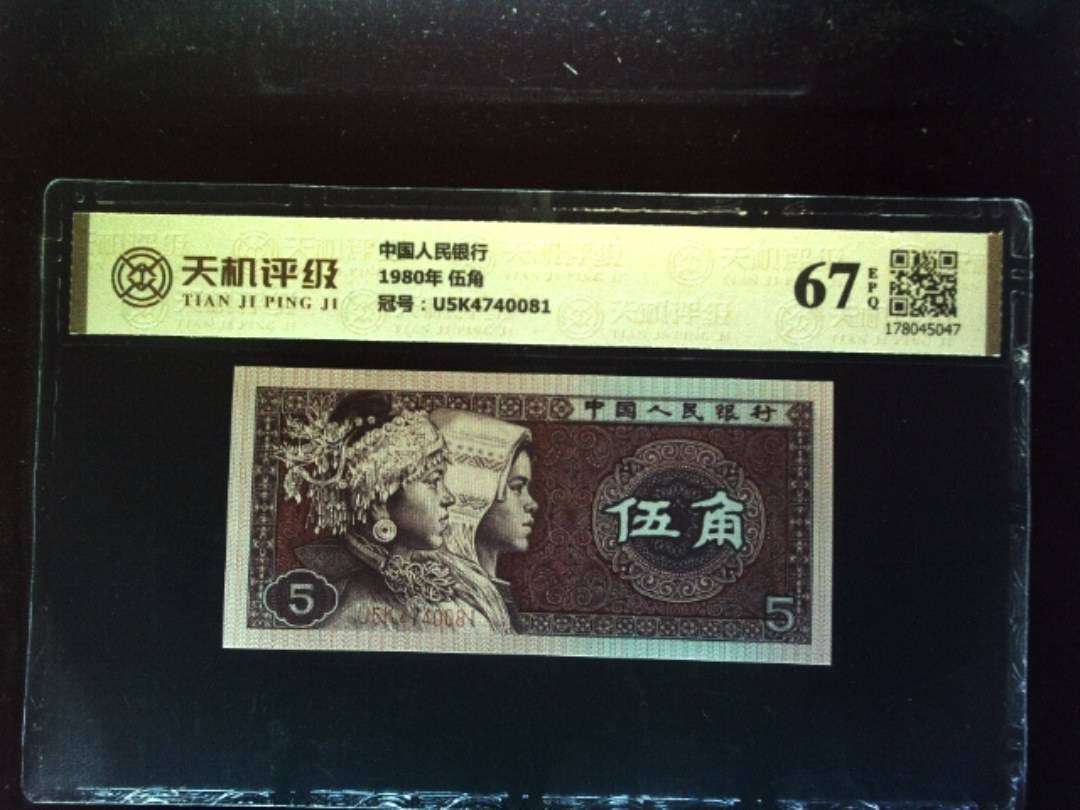 天机评级
TIAN JI PING JI
中国人民银行
1980年 伍角
冠号：U5K4740081
67
EPQ
178045047
中国人民银行
伍角
5
U5K4740081
5